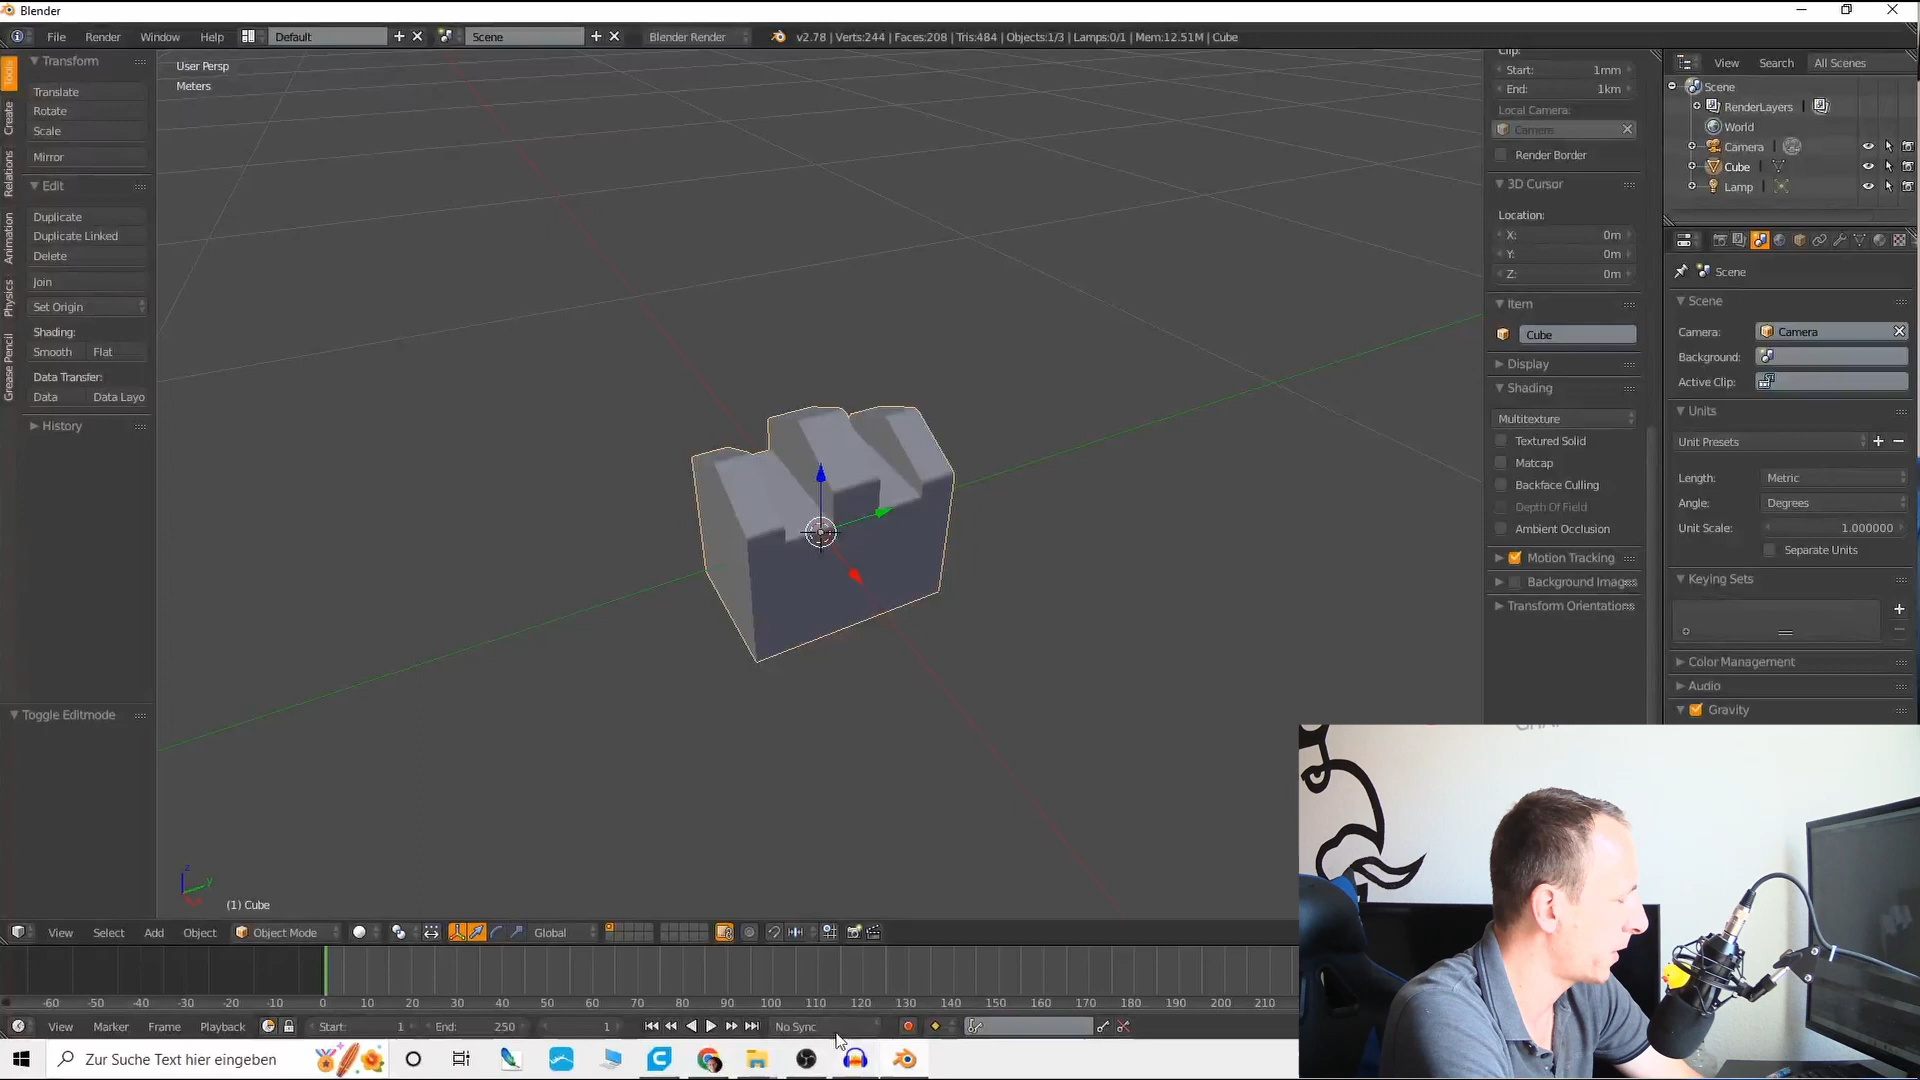 Blender
File
Render
Window
Help
Default
Scene
Blender Render
v2.78 | Verts:244 | Faces:208 | Tris:484 | Objects:1/3 | Lamps:0/1 | Mem:12.51M | Cube
Tools
Create
Relations
Animation
Physics
Grease Pencil
Transform
Translate
Rotate
Scale
Mirror
Edit
Duplicate
Duplicate Linked
Delete
Join
Set Origin
Shading:
Smooth
Flat
Data Transfer:
Data
Data Layo
History
Toggle Editmode
User Persp
Meters
z
y
(1) Cube
Clip:
Start: 1mm
End: 1km
Local Camera:
Camera
Render Border
3D Cursor
Location:
X: 0m
Y: 0m
Z: 0m
Item
Cube
Display
Shading
Multitexture
Textured Solid
Matcap
Backface Culling
Depth Of Field
Ambient Occlusion
Motion Tracking
Background Images
Transform Orientations
View
Search
All Scenes
Scene
RenderLayers
World
Camera
Cube
Lamp
Scene
Scene
Camera: Camera
Background:
Active Clip:
Units
Unit Presets
Length: Metric
Angle: Degrees
Unit Scale: 1.000000
Separate Units
Keying Sets
Color Management
Audio
Gravity
View
Select
Add
Object
Object Mode
Global
-60 -50 -40 -30 -20 -10 0 10 20 30 40 50 60 70 80 90 100 110 120 130 140 150 160 170 180 190 200 210
View
Marker
Frame
Playback
Start: 1
End: 250
1
No Sync
Zur Suche Text hier eingeben